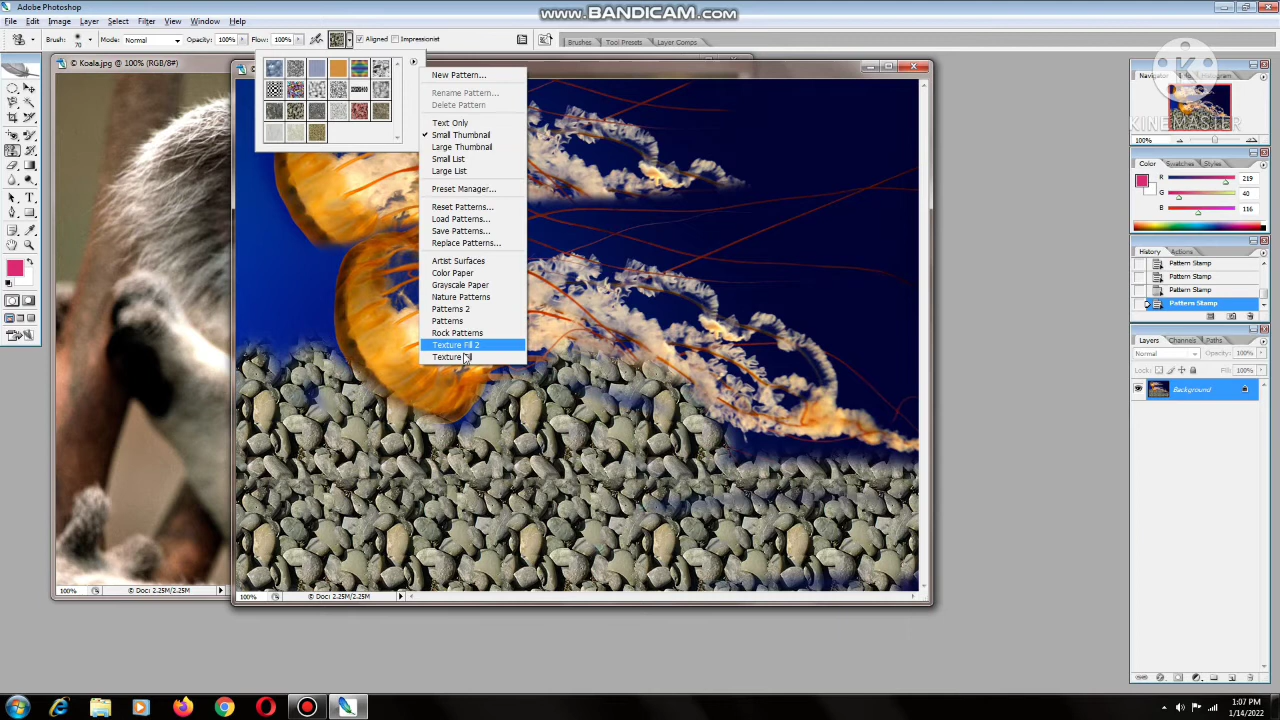 Adobe Photoshop
www.BANDICAM.com
File Edit Image Layer Select Filter View Window Help
Brush: 70 Mode: Normal Opacity: 100% Flow: 100% Aligned Impressionist Brushes Tool Presets Layer Comps
© Koala.jpg @ 100% (RGB/8#)
New Pattern...
Rename Pattern...
Delete Pattern
Text Only
Small Thumbnail
Large Thumbnail
Small List
Large List
Preset Manager...
Reset Patterns...
Load Patterns...
Save Patterns...
Replace Patterns...
Artist Surfaces
Color Paper
Grayscale Paper
Nature Patterns
Patterns 2
Patterns
Rock Patterns
Texture Fill 2
Texture Fill
Navigator Histogram
KINEMASTER
Color Swatches Styles
R 219
G 40
B 116
History Actions
Pattern Stamp
Pattern Stamp
Pattern Stamp
Pattern Stamp
Layers Channels Paths
Normal Opacity: 100%
Lock: Fill: 100%
Background
100% © Doc: 2.25M/2.25M
100% © Doc: 2.25M/2.25M
1:07 PM
1/14/2022